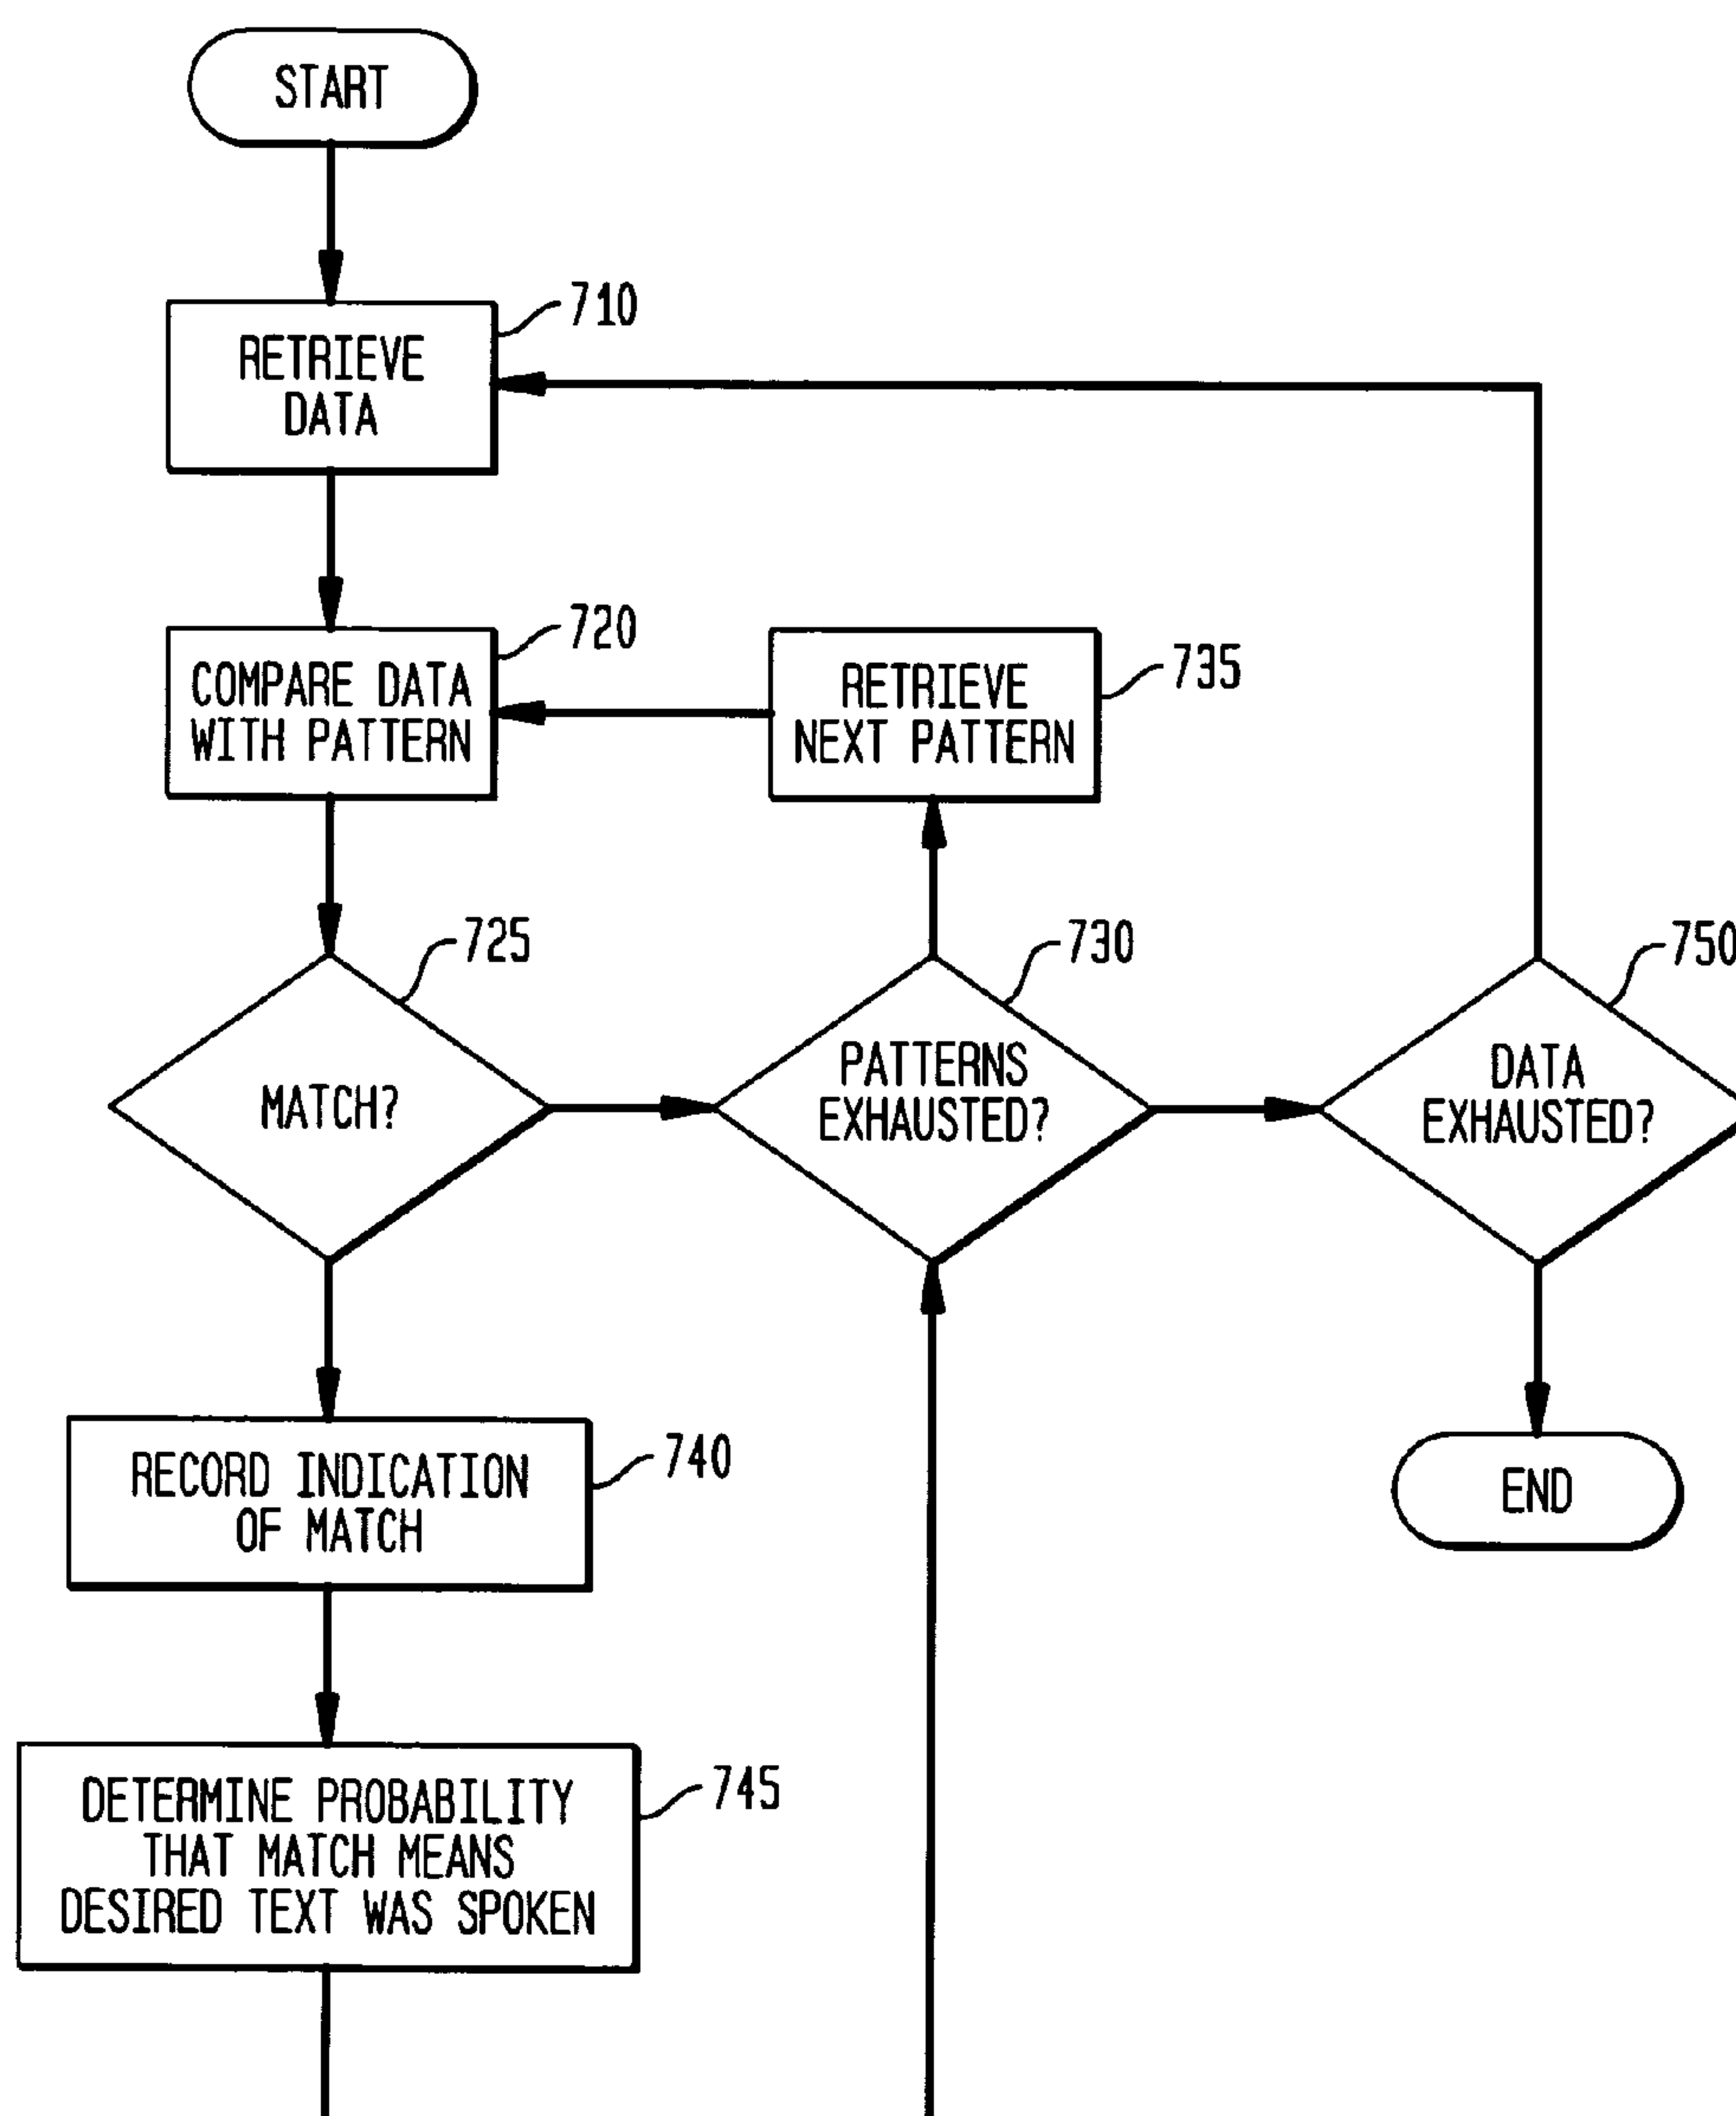 START
710
RETRIEVE
DATA
720
COMPARE DATA
WITH PATTERN
735
RETRIEVE
NEXT PATTERN
725
MATCH?
730
PATTERNS
EXHAUSTED?
750
DATA
EXHAUSTED?
740
RECORD INDICATION
OF MATCH
END
745
DETERMINE PROBABILITY
THAT MATCH MEANS
DESIRED TEXT WAS SPOKEN